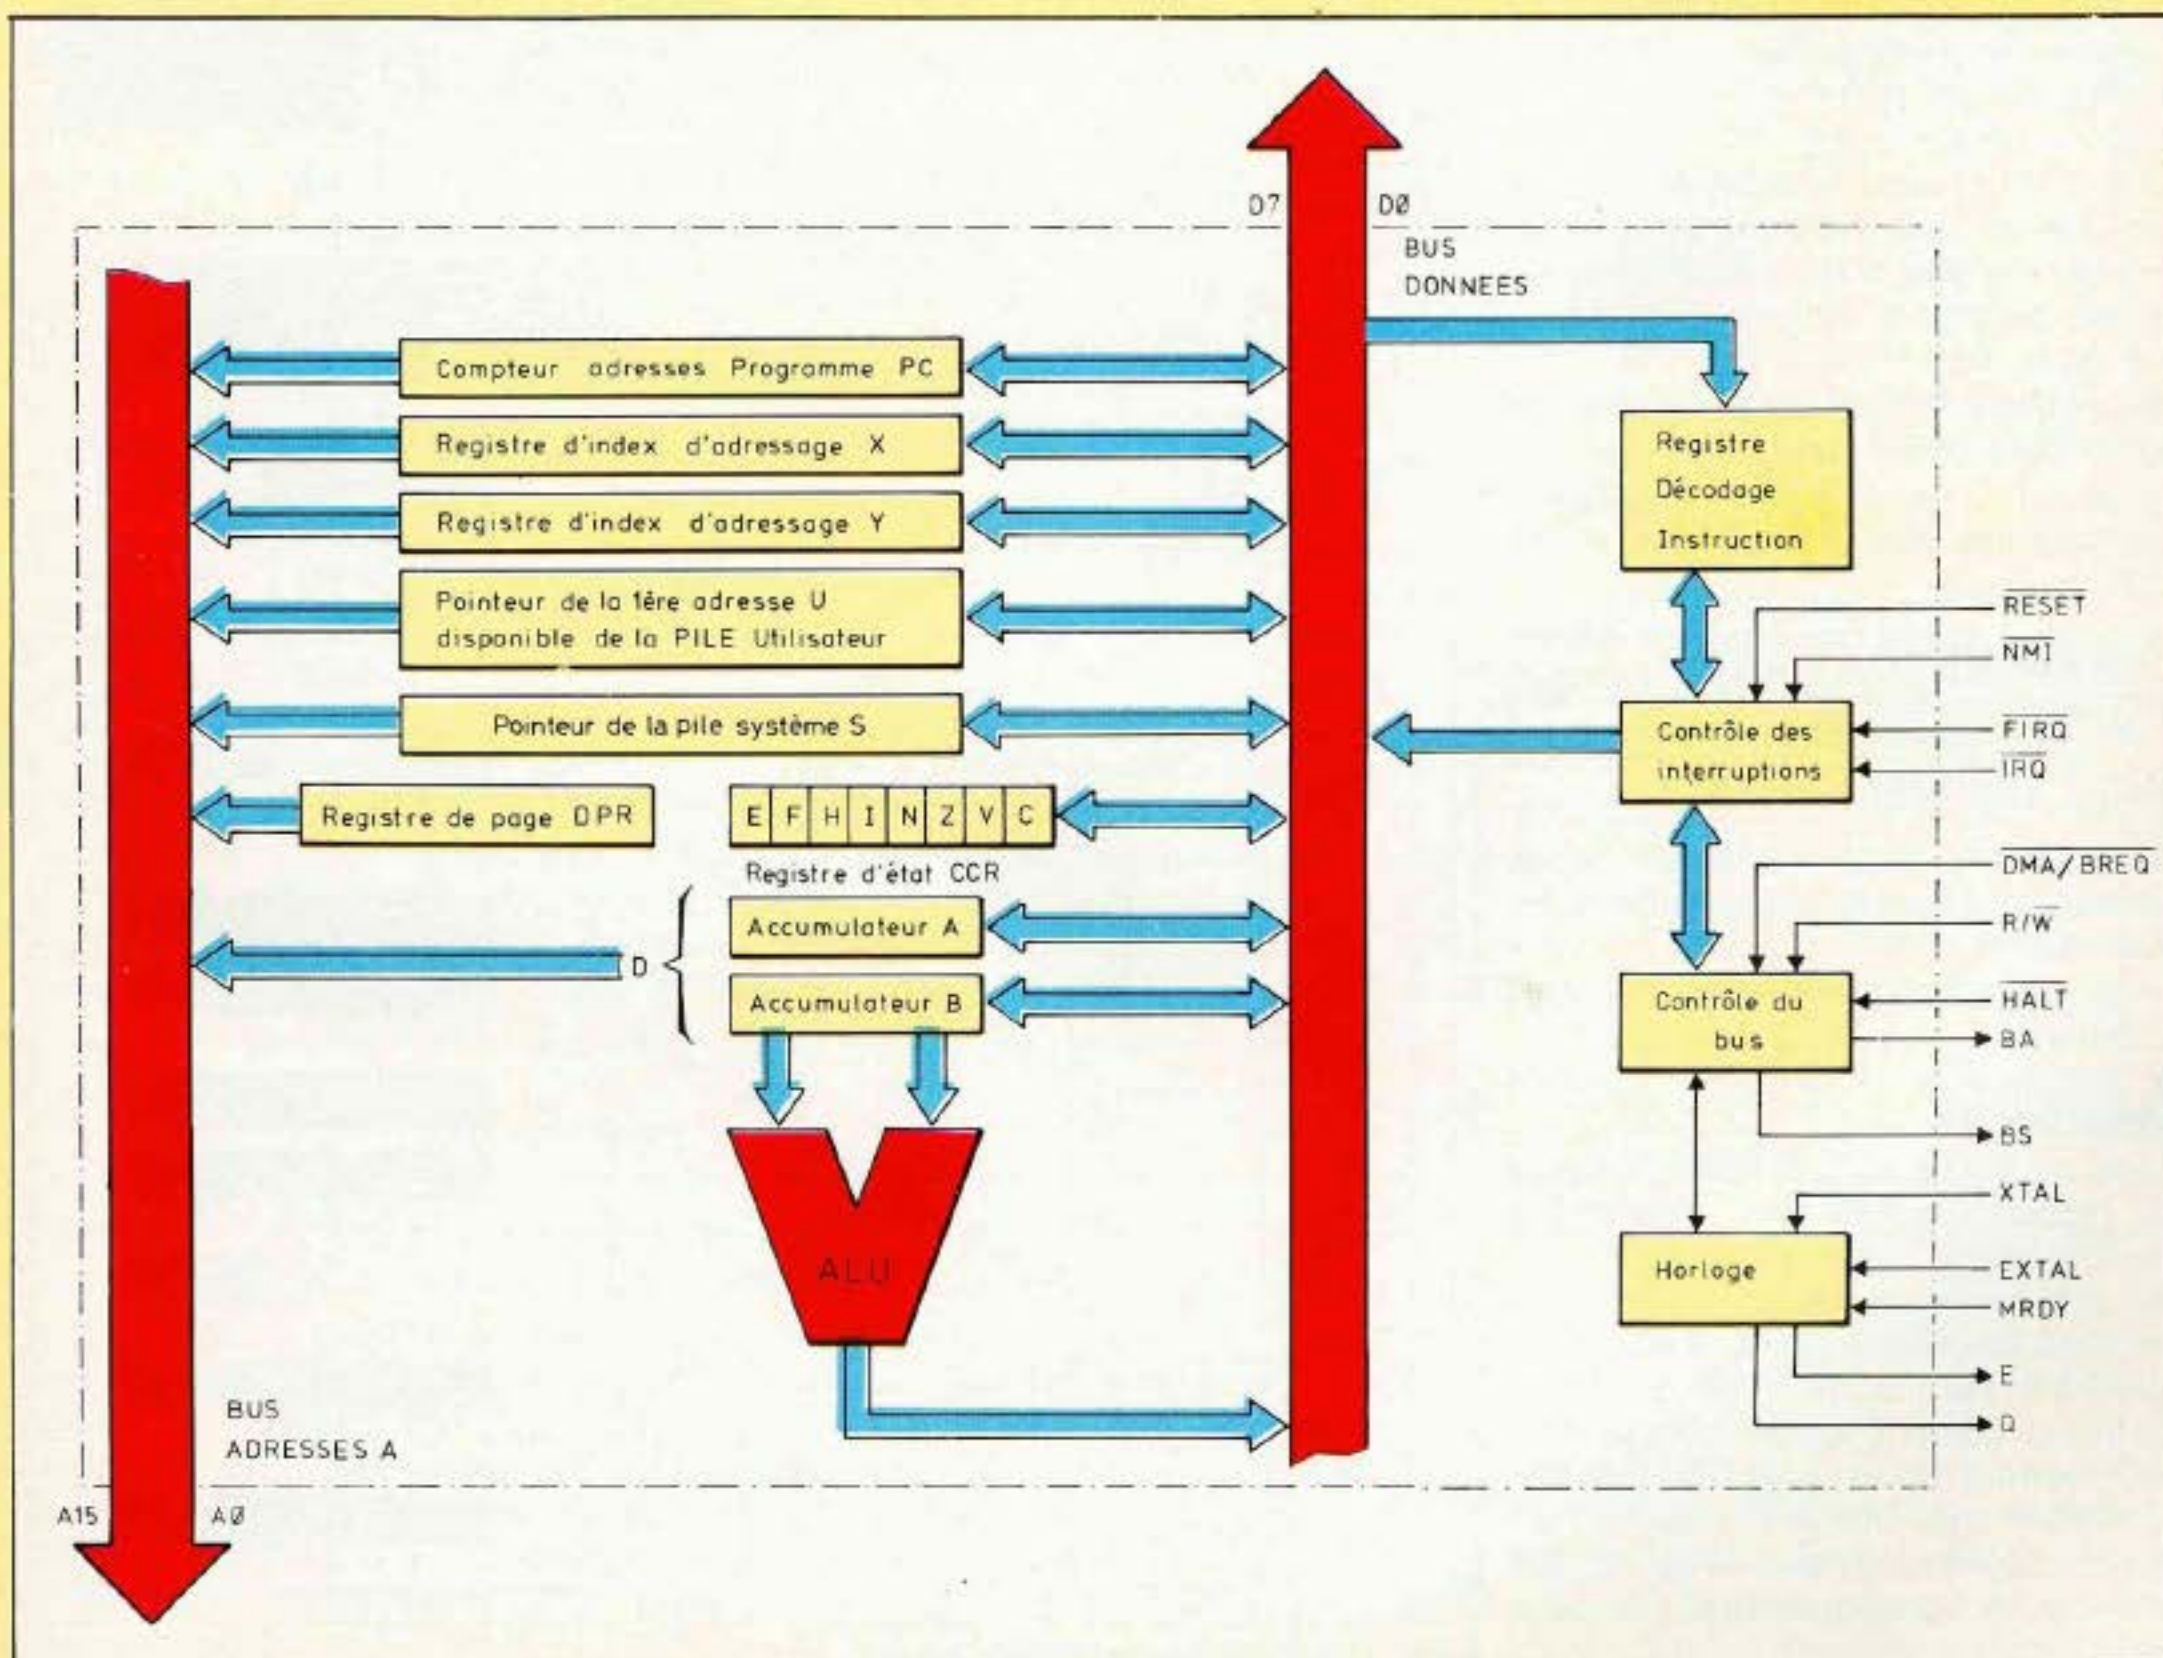 D7
DØ
BUS
DONNEES
Compteur adresses Programme PC
Registre d'index d'adressage X
Registre d'index d'adressage Y
Pointeur de la 1ère adresse U
disponible de la PILE Utilisateur
Pointeur de la pile système S
Registre de page DPR
E F H I N Z V C
Registre d'état CCR
D
Accumulateur A
Accumulateur B
ALU
BUS
ADRESSES A
A15
AØ
Registre
Décodage
Instruction
RESET
NMI
Contrôle des
interruptions
FIRQ
IRQ
DMA/BREQ
R/W
Contrôle du
bus
HALT
BA
BS
XTAL
Horloge
EXTAL
MRDY
E
Q